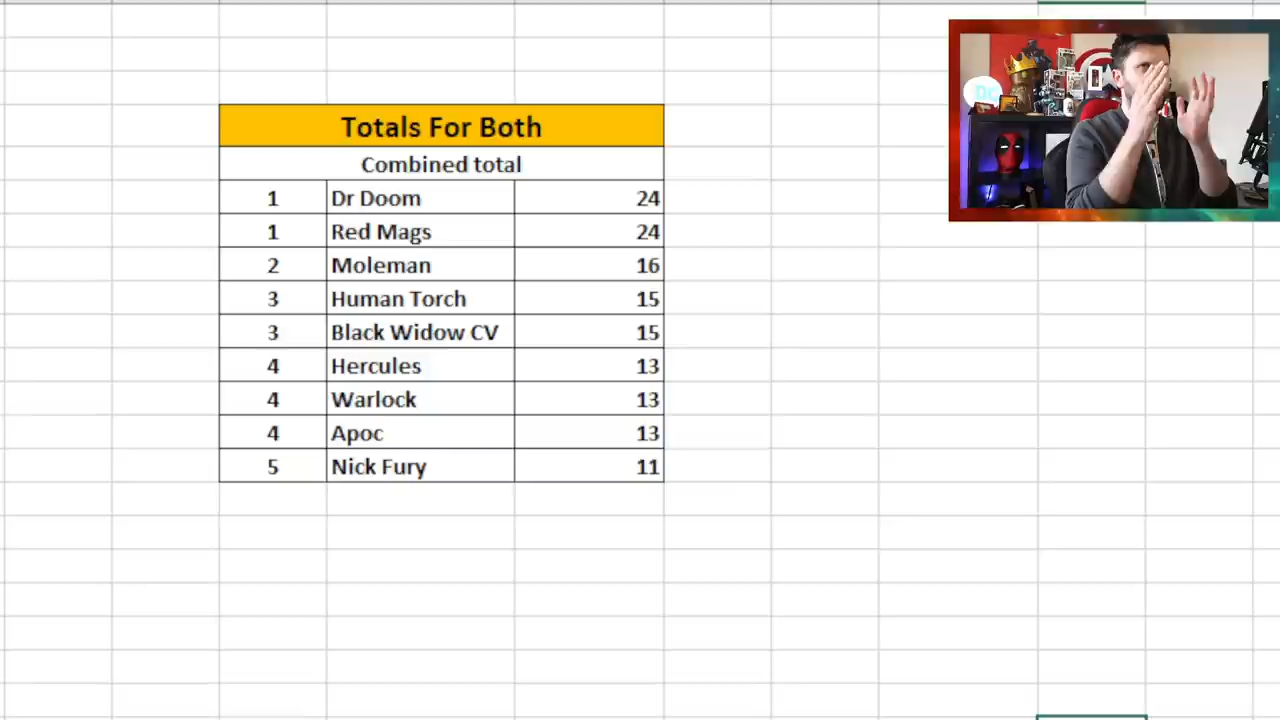 Totals For Both
Combined total
1 Dr Doom 24
1 Red Mags 24
2 Moleman 16
3 Human Torch 15
3 Black Widow CV 15
4 Hercules 13
4 Warlock 13
4 Apoc 13
5 Nick Fury 11
DC